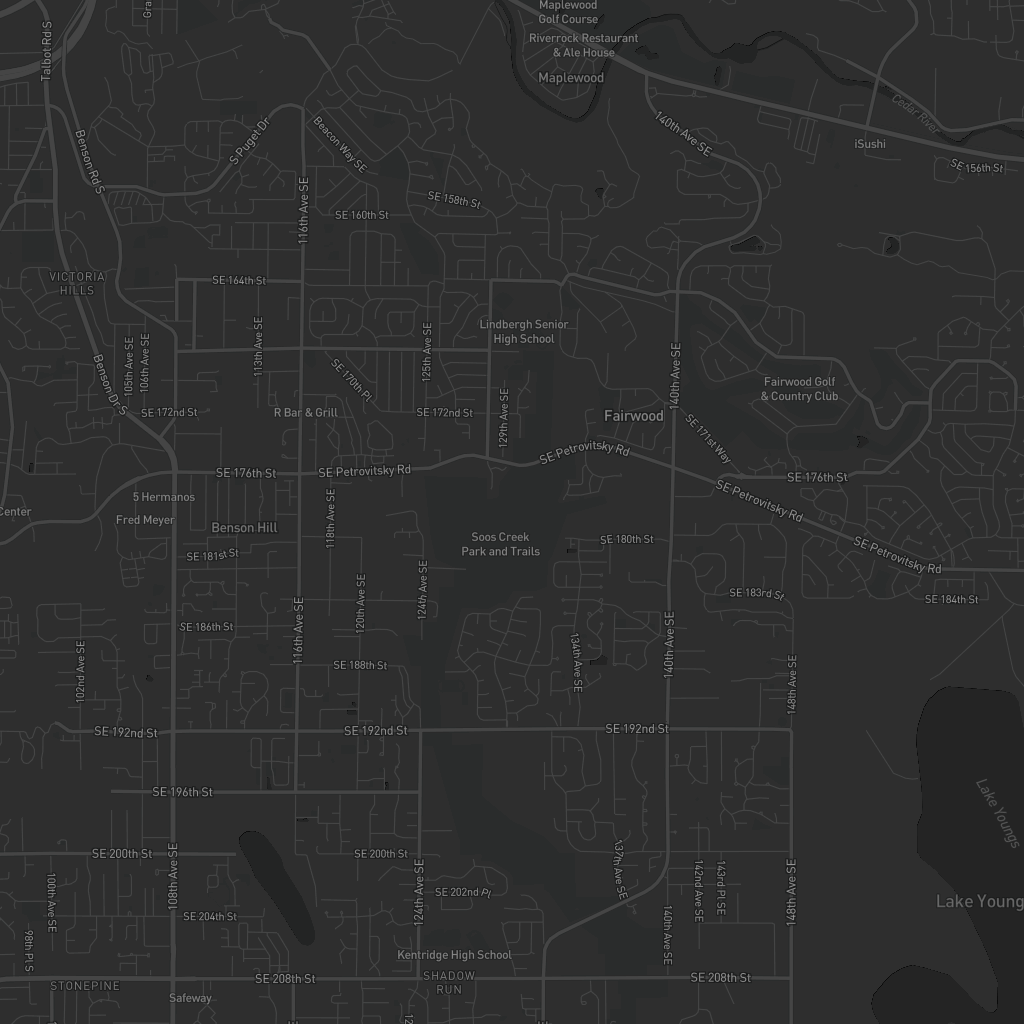 Maplewood
Golf Course
Riverrock Restaurant
& Ale House
Maplewood
Talbot Rd S
Benson Rd S
S Puget Dr
Beacon Way SE
140th Ave SE
Cedar River
iSushi
SE 156th St
116th Ave SE
SE 158th St
SE 160th St
VICTORIA
HILLS
SE 164th St
105th Ave SE
106th Ave SE
113th Ave SE
125th Ave SE
Lindbergh Senior
High School
SE 170th Pl
Benson Dr S
SE 172nd St
R Bar & Grill
SE 172nd St
129th Ave SE
Fairwood
140th Ave SE
Fairwood Golf
& Country Club
SE 171st Way
SE 176th St
SE Petrovitsky Rd
SE Petrovitsky Rd
SE 176th St
SE Petrovitsky Rd
5 Hermanos
Center
Fred Meyer
Benson Hill
118th Ave SE
Soos Creek
Park and Trails
SE 180th St
SE Petrovitsky Rd
SE 181st St
120th Ave SE
124th Ave SE
SE 183rd St
SE 184th St
116th Ave SE
SE 186th St
102nd Ave SE
SE 188th St
134th Ave SE
140th Ave SE
148th Ave SE
SE 192nd St
SE 192nd St
SE 192nd St
SE 196th St
Lake Youngs
SE 200th St
108th Ave SE
SE 200th St
137th Ave SE
100th Ave SE
124th Ave SE
SE 202nd Pl
142nd Ave SE
143rd Pl SE
148th Ave SE
Lake Young
SE 204th St
98th Pl S
140th Ave SE
Kentridge High School
SE 208th St
SHADOW
RUN
SE 208th St
STONEPINE
Safeway